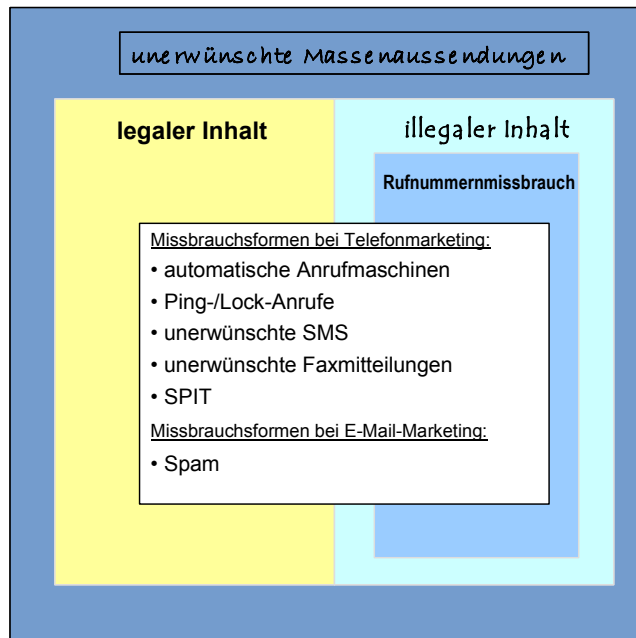 unerwünschte Massenaussendungen
legaler Inhalt
illegaler Inhalt
Rufnummernmissbrauch
Missbrauchsformen bei Telefonmarketing:
• automatische Anrufmaschinen
• Ping-/Lock-Anrufe
• unerwünschte SMS
• unerwünschte Faxmitteilungen
• SPIT
Missbrauchsformen bei E-Mail-Marketing:
• Spam